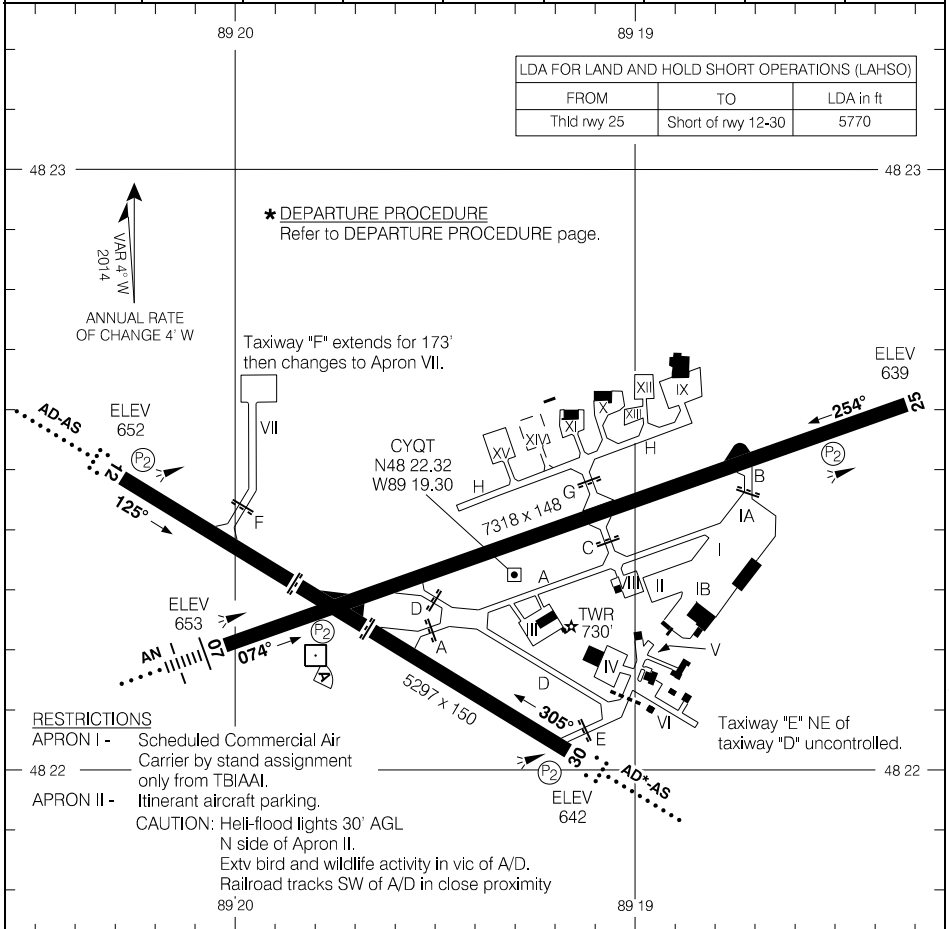 89 20
89 19
LDA FOR LAND AND HOLD SHORT OPERATIONS (LAHSO)
FROM TO LDA in ft
Thld rwy 25 Short of rwy 12-30 5770
48 23
48 23
* DEPARTURE PROCEDURE
Refer to DEPARTURE PROCEDURE page.
VAR 4° W
2014
ANNUAL RATE
OF CHANGE 4' W
Taxiway "F" extends for 173'
then changes to Apron VII.
ELEV
639
25
254°
P2
AD-AS
ELEV
652
P2
12
125°
VII
F
CYQT
N48 22.32
W89 19.30
XV
XIV
XI
X
XIII
XII
IX
H
H
G
7318 x 148
C
B
IA
I
II
IB
VIII
A
D
A
III
TWR
730'
V
IV
VI
D
E
ELEV
653
07
074°
P2
AN
A
5297 x 150
305°
30
P2
AD*-AS
ELEV
642
Taxiway "E" NE of
taxiway "D" uncontrolled.
RESTRICTIONS
APRON I - Scheduled Commercial Air
Carrier by stand assignment
only from TBIAAI.
48 22
48 22
APRON II - Itinerant aircraft parking.
CAUTION: Heli-flood lights 30' AGL
N side of Apron II.
Extv bird and wildlife activity in vic of A/D.
Railroad tracks SW of A/D in close proximity
89 20
89 19